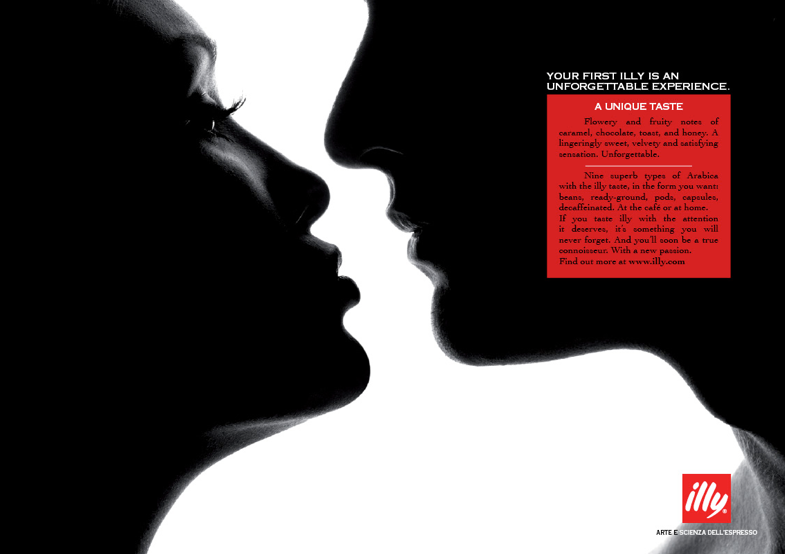 YOUR FIRST ILLY IS AN
UNFORGETTABLE EXPERIENCE.
A UNIQUE TASTE
Flowery and fruity notes of
caramel, chocolate, toast, and honey. A
lingeringly sweet, velvety and satisfying
sensation. Unforgettable.
Nine superb types of Arabica
with the illy taste, in the form you want:
beans, ready-ground, pods, capsules,
decaffeinated. At the café or at home.
If you taste illy with the attention
it deserves, it's something you will
never forget. And you'll soon be a true
connoisseur. With a new passion.
Find out more at www.illy.com
illy®
ARTE E SCIENZA DELL'ESPRESSO